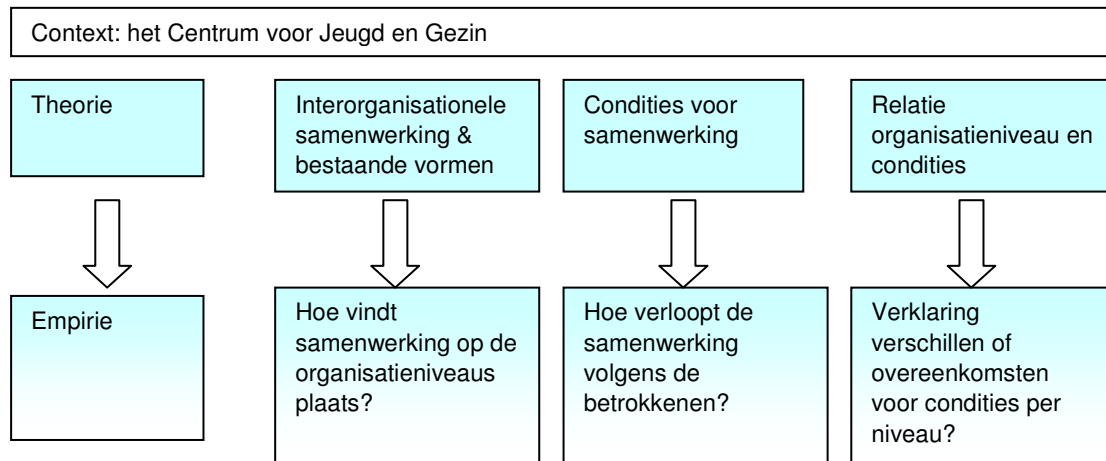 Context: het Centrum voor Jeugd en Gezin
Theorie
Interorganisationele
samenwerking &
bestaande vormen
Condities voor
samenwerking
Relatie
organisatieniveau en
condities
Empirie
Hoe vindt
samenwerking op de
organisatieniveaus
plaats?
Hoe verloopt de
samenwerking
volgens de
betrokkenen?
Verklaring
verschillen of
overeenkomsten
voor condities per
niveau?